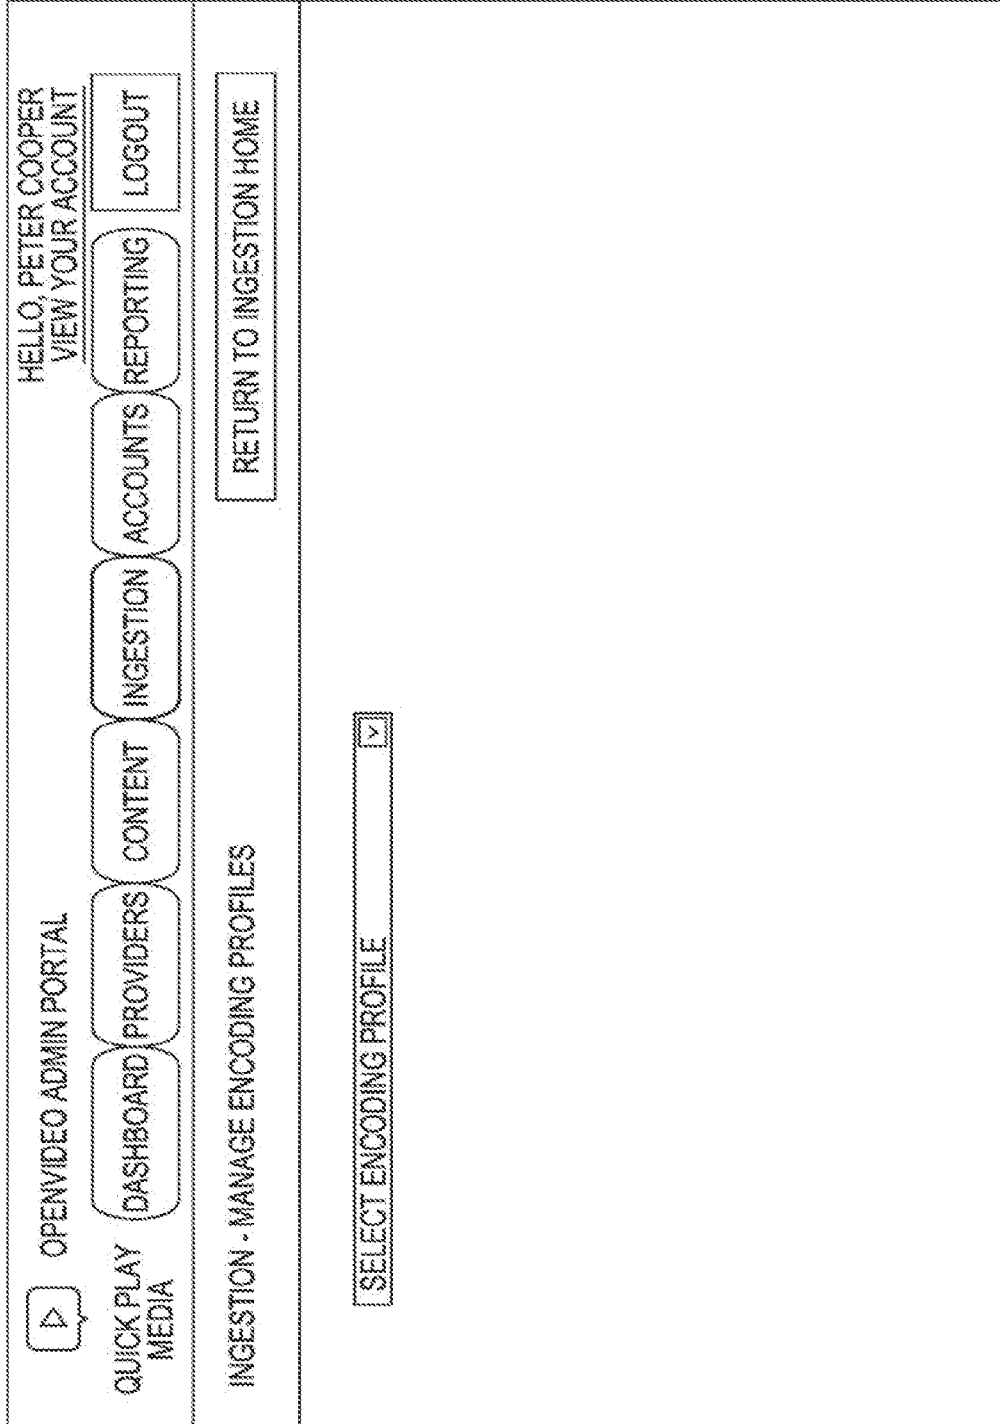 OPENVIDEO ADMIN PORTAL
HELLO, PETER COOPER
VIEW YOUR ACCOUNT
QUICK PLAY
MEDIA
DASHBOARD PROVIDERS CONTENT INGESTION ACCOUNTS REPORTING LOGOUT
INGESTION - MANAGE ENCODING PROFILES RETURN TO INGESTION HOME
SELECT ENCODING PROFILE